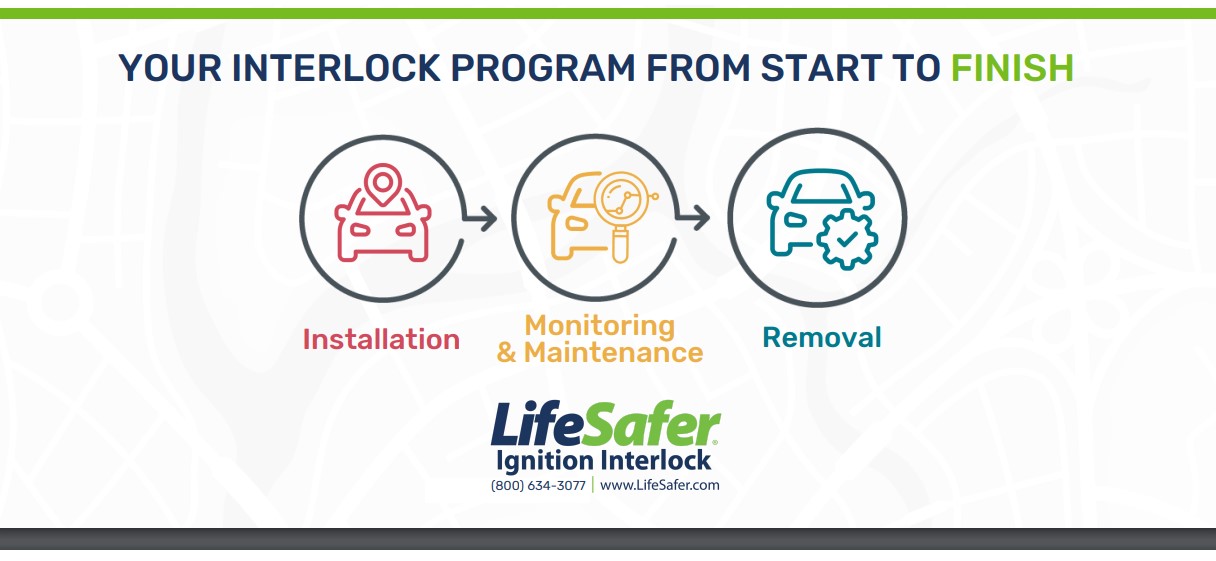 YOUR INTERLOCK PROGRAM FROM START TO FINISH
Installation
Monitoring
& Maintenance
Removal
LifeSafer®
Ignition Interlock
(800) 634-3077 | www.LifeSafer.com